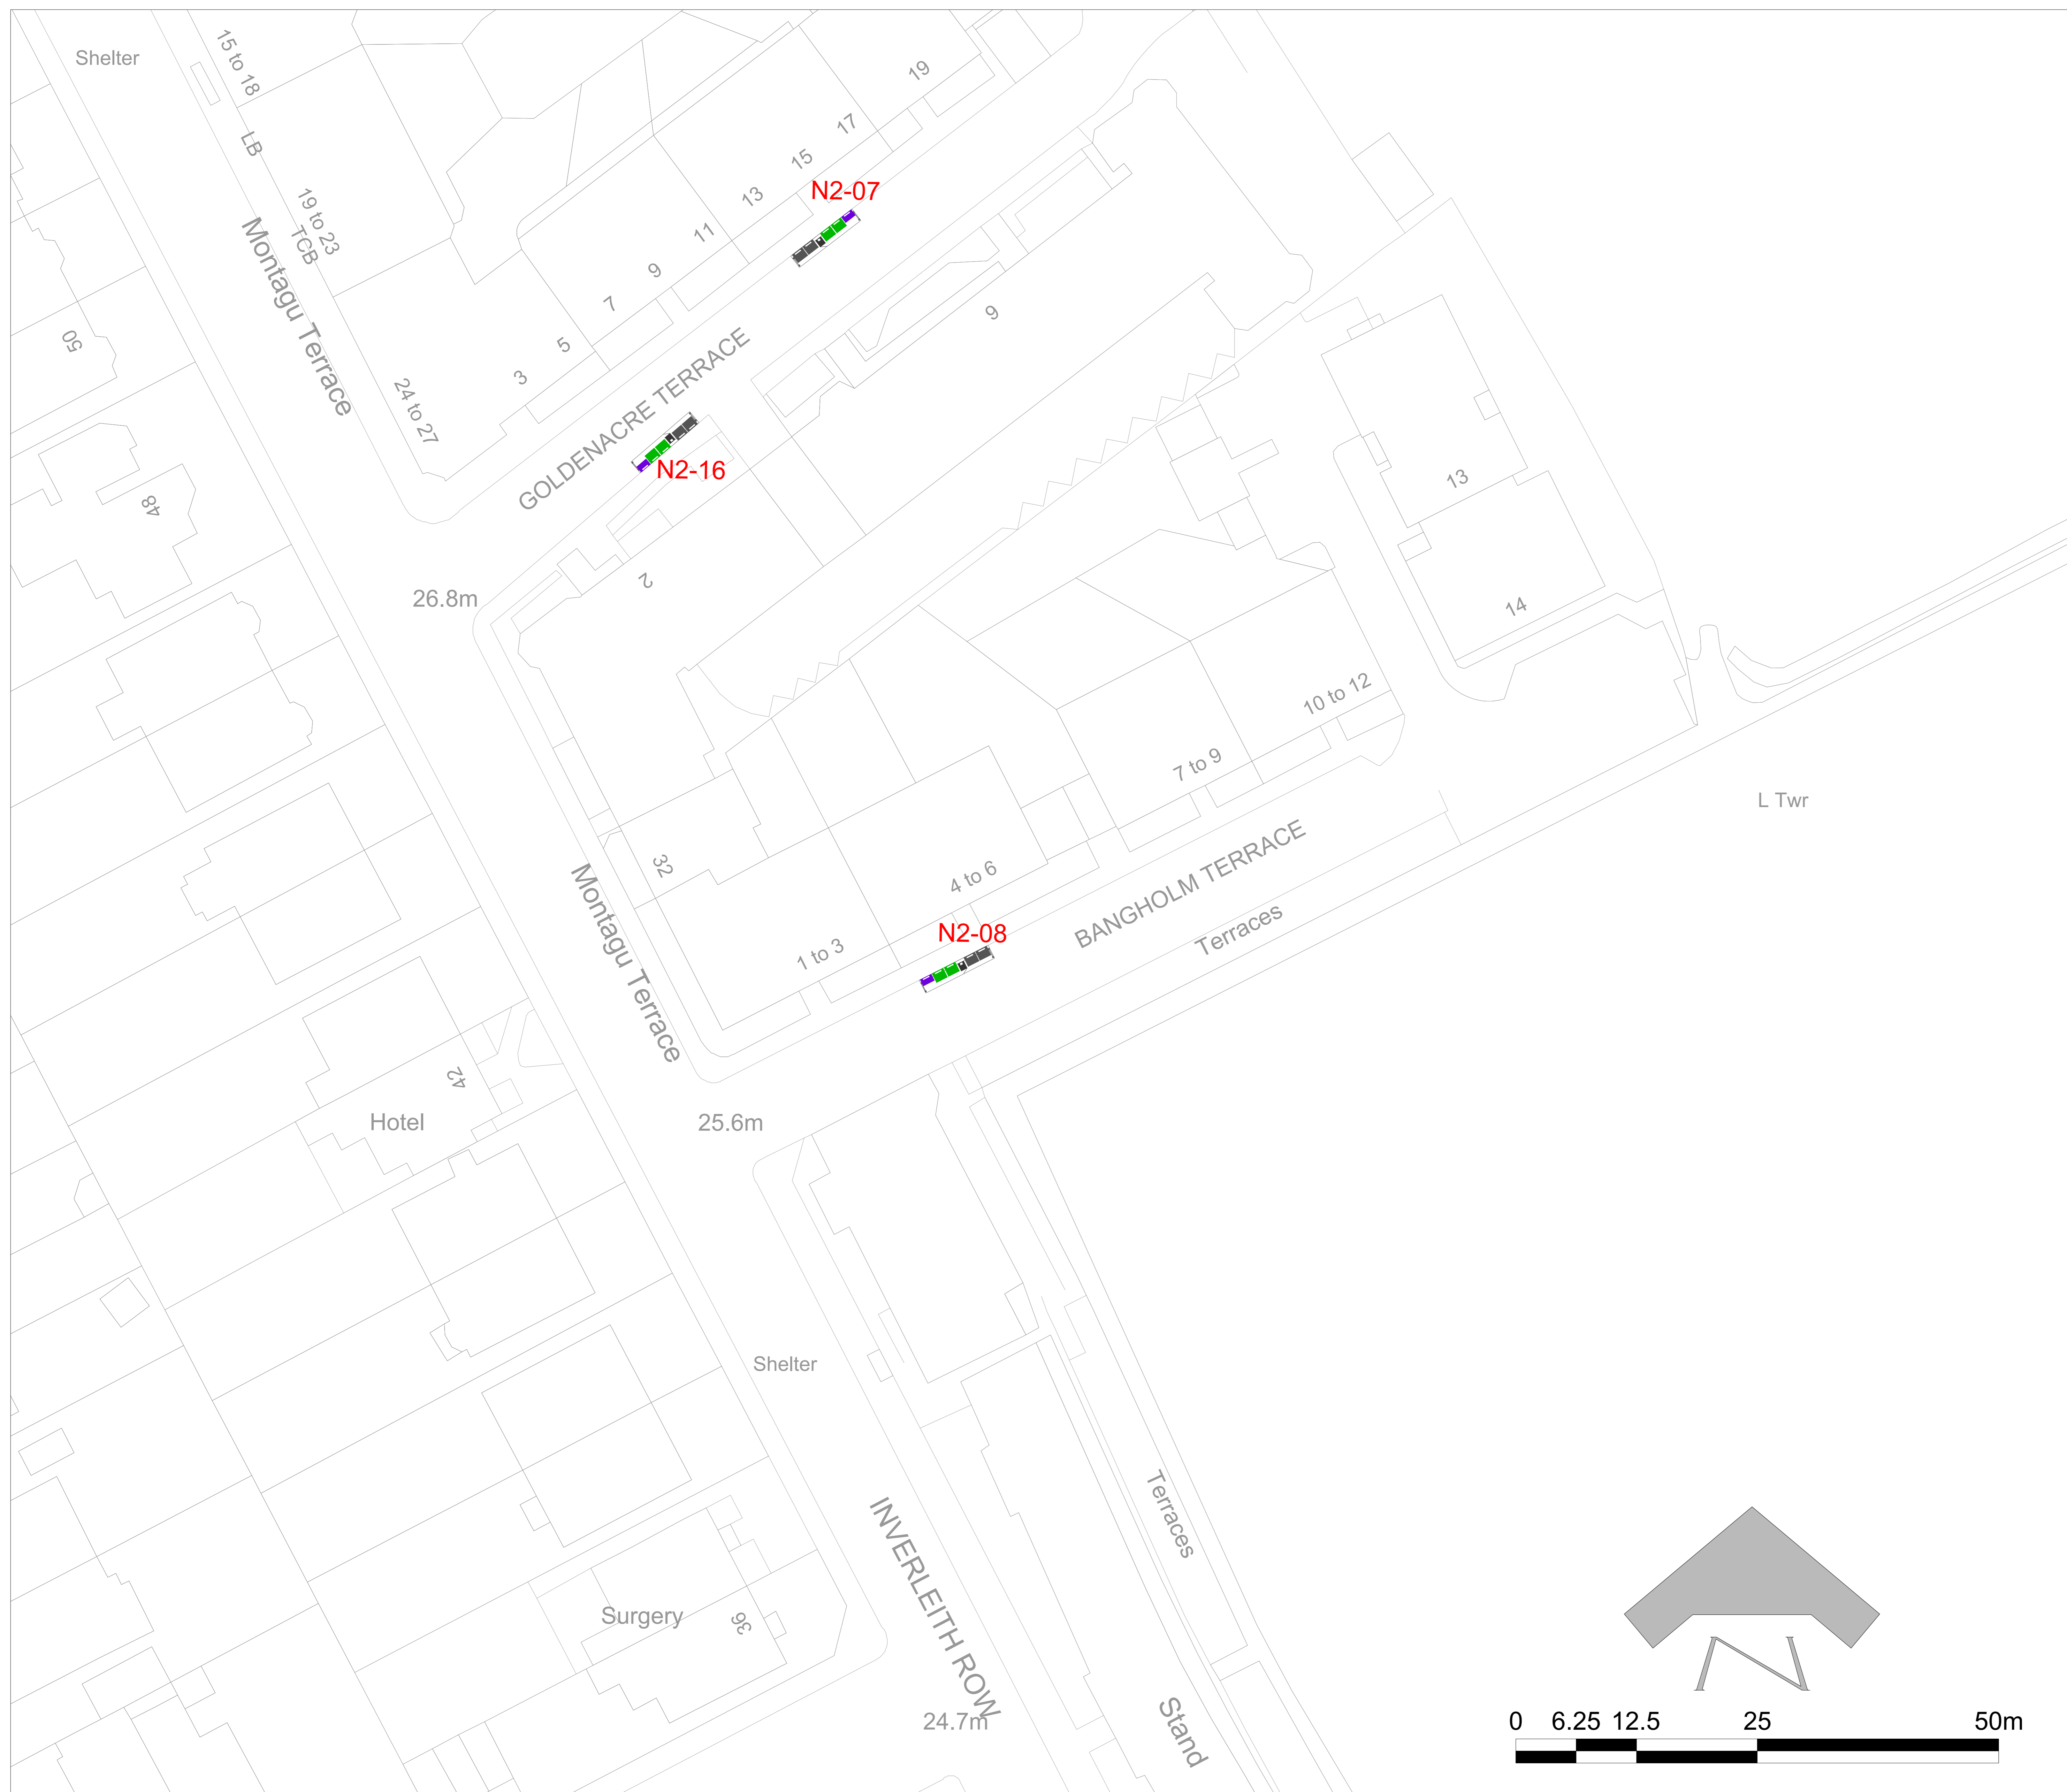 Shelter
15 to 18
LB
19 to 23
TCB
Montagu Terrace
24 to 27
50
48
19
17
15
13
11
9
7
5
3
N2-07
GOLDENACRE TERRACE
N2-16
9
2
26.8m
13
14
10 to 12
7 to 9
4 to 6
1 to 3
32
Montagu Terrace
N2-08
BANGHOLM TERRACE
Terraces
L Twr
42
Hotel
25.6m
Shelter
INVERLEITH ROW
Terraces
Surgery
36
24.7m
Stand
N
0 6.25 12.5 25 50m